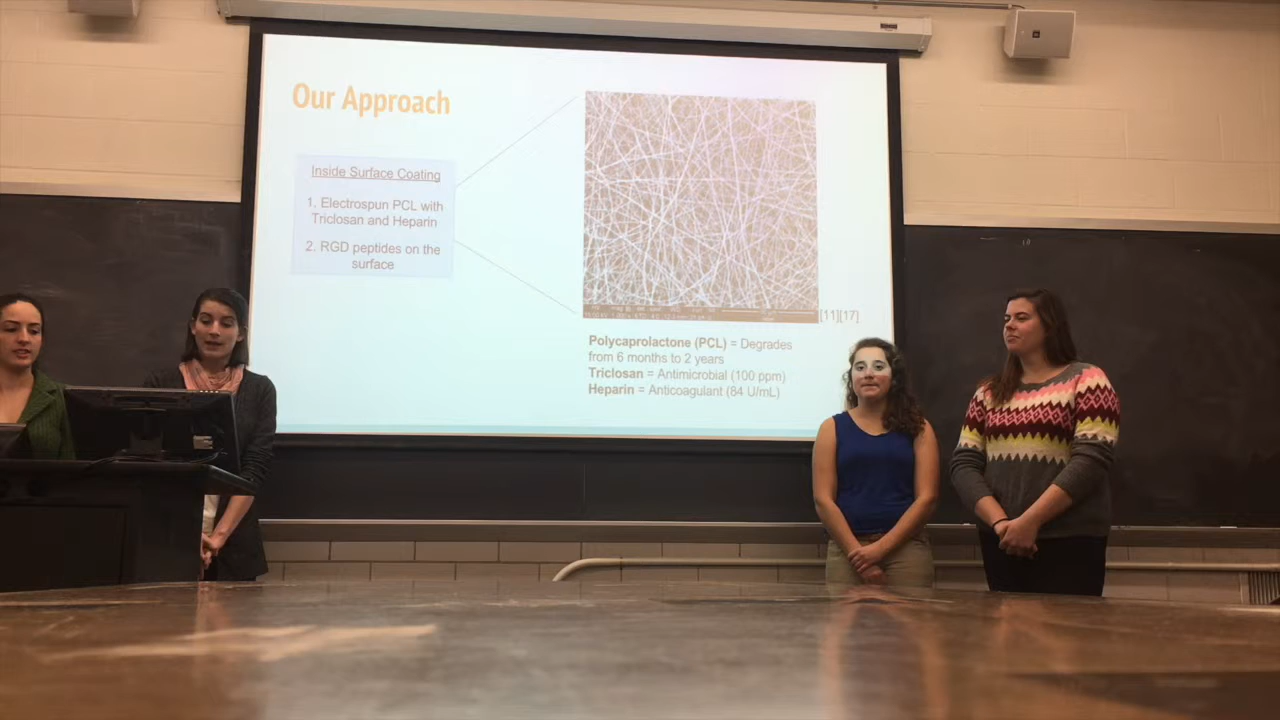 Our Approach
Inside Surface Coating
1. Electrospun PCL with
Triclosan and Heparin
2. RGD peptides on the
surface
[11][17]
Polycaprolactone (PCL) = Degrades
from 6 months to 2 years
Triclosan = Antimicrobial (100 ppm)
Heparin = Anticoagulant (84 U/mL)